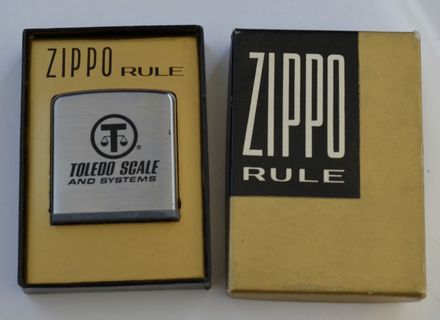 ZIPPO RULE
T
®
TOLEDO SCALE
AND SYSTEMS
ZIPPO
RULE